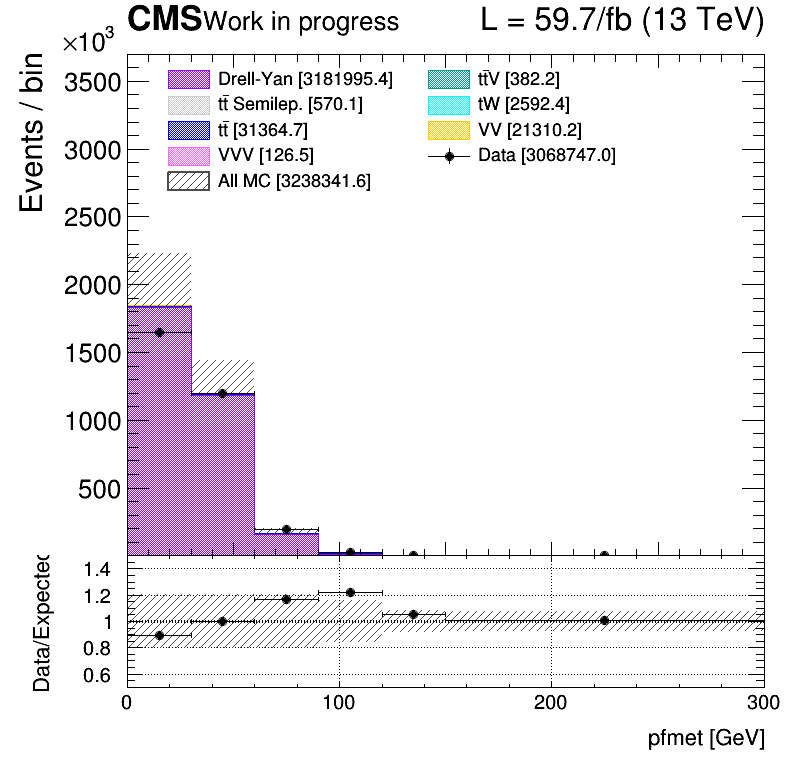 CMS Work in progress L = 59.7/fb (13 TeV)
×10³
Events / bin
3500
3000
2500
2000
1500
1000
500
Drell-Yan [3181995.4]
tt̄ Semilep. [570.1]
tt̄ [31364.7]
VVV [126.5]
All MC [3238341.6]
tt̄V [382.2]
tW [2592.4]
VV [21310.2]
Data [3068747.0]
Data/Expected
1.4
1.2
1
0.8
0.6
0 100 200 300
pfmet [GeV]